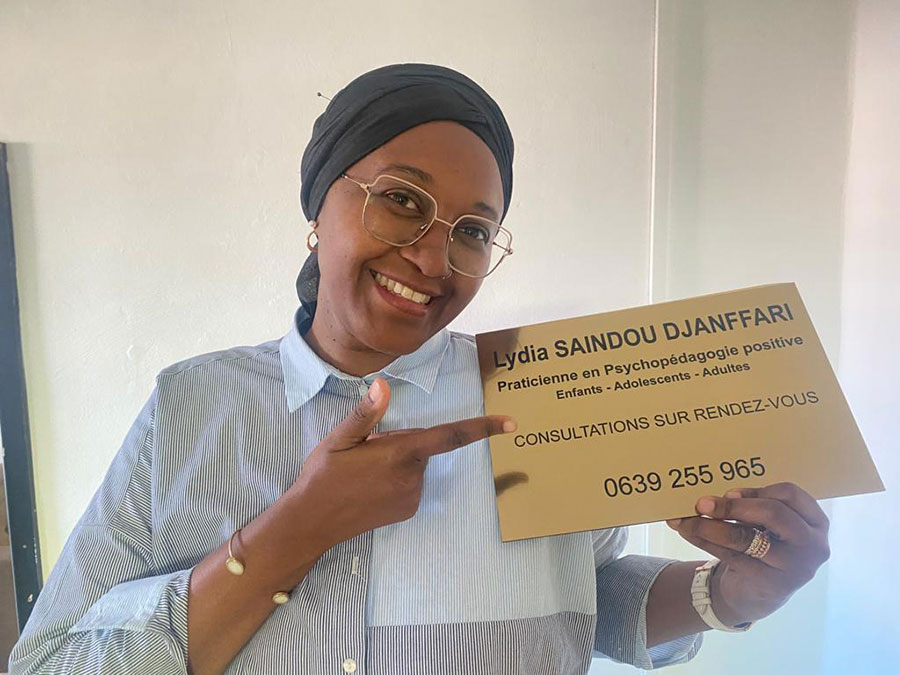 Lydia SAINDOU DJANFFARI
Praticienne en Psychopédagogie positive
Enfants - Adolescents - Adultes
CONSULTATIONS SUR RENDEZ-VOUS
0639 255 965